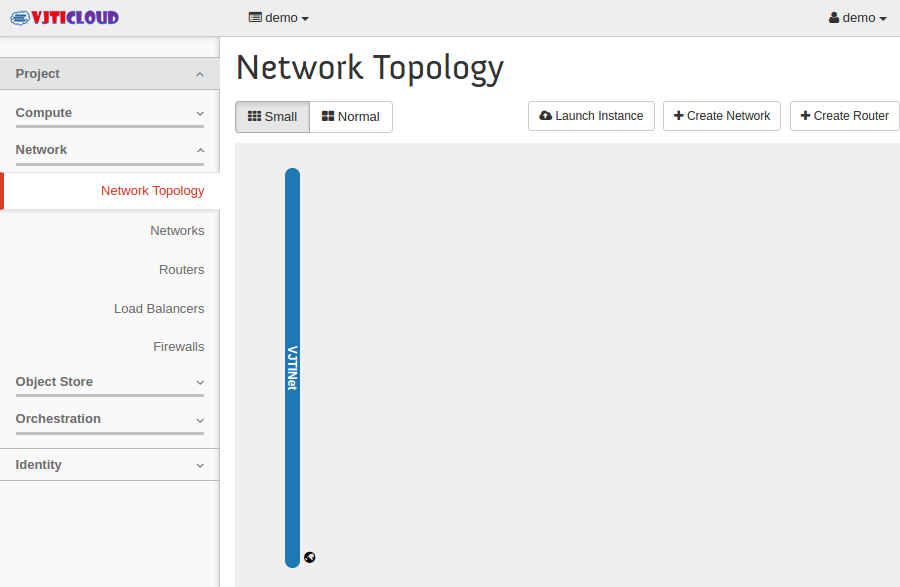 VJTICLOUD
demo
demo
Project
Compute
Network
Network Topology
Networks
Routers
Load Balancers
Firewalls
Object Store
Orchestration
Identity
Network Topology
Small
Normal
Launch Instance
Create Network
Create Router
VJTINet